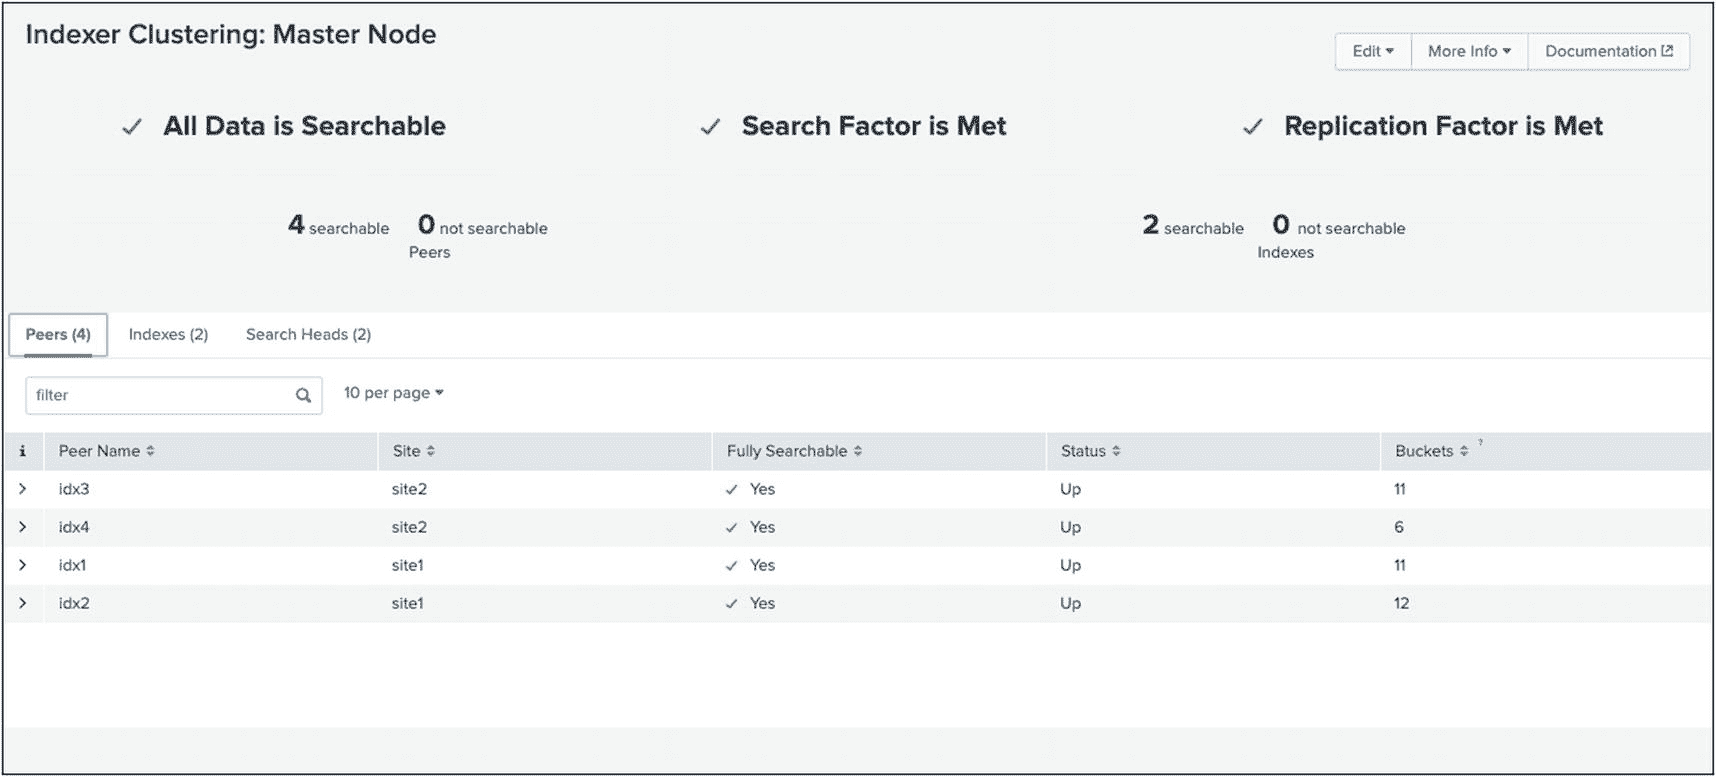 Indexer Clustering: Master Node
Edit More Info Documentation
All Data is Searchable Search Factor is Met Replication Factor is Met
4 searchable 0 not searchable 2 searchable 0 not searchable
Peers Indexes
Peers (4) Indexes (2) Search Heads (2)
filter 10 per page
i Peer Name Site Fully Searchable Status Buckets ?
idx3 site2 Yes Up 11
idx4 site2 Yes Up 6
idx1 site1 Yes Up 11
idx2 site1 Yes Up 12